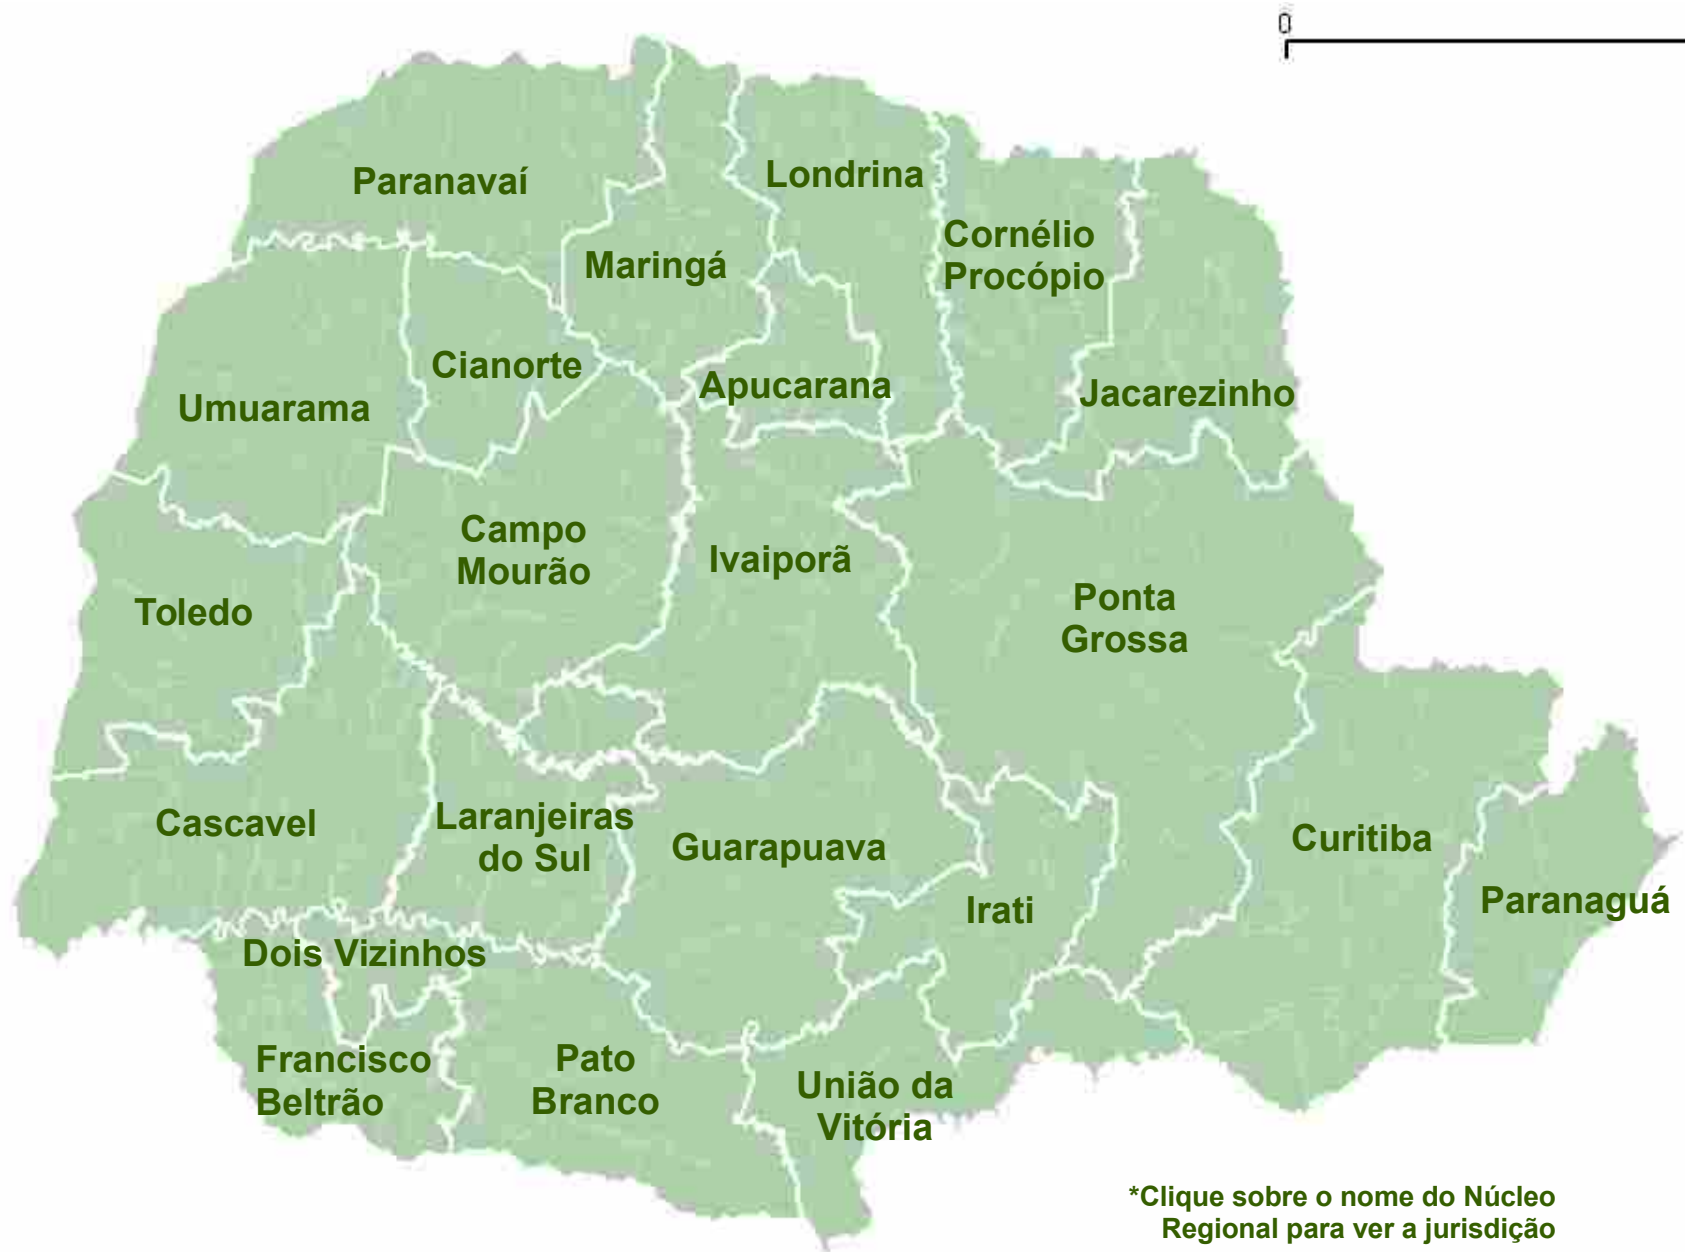 0
Paranavaí
Londrina
Cornélio
Procópio
Maringá
Cianorte
Apucarana
Jacarezinho
Umuarama
Campo
Mourão
Ivaiporã
Toledo
Ponta
Grossa
Cascavel
Laranjeiras
do Sul
Guarapuava
Curitiba
Irati
Paranaguá
Dois Vizinhos
Francisco
Beltrão
Pato
Branco
União da
Vitória
*Clique sobre o nome do Núcleo
Regional para ver a jurisdição